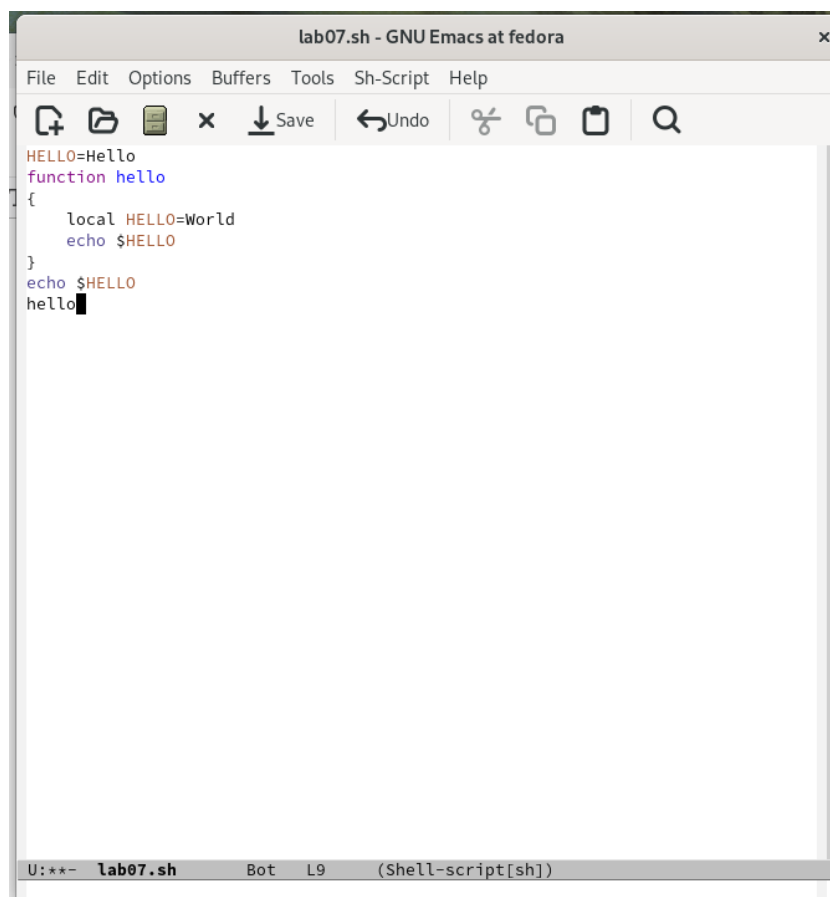 lab07.sh - GNU Emacs at fedora
File Edit Options Buffers Tools Sh-Script Help
Save Undo
HELLO=Hello
function hello
{
    local HELLO=World
    echo $HELLO
}
echo $HELLO
hello
U:**- lab07.sh Bot L9 (Shell-script[sh])